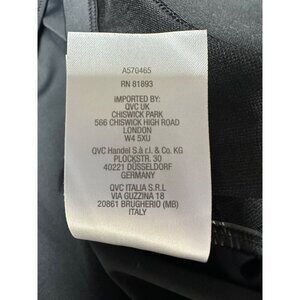 A570465
RN 81893
IMPORTED BY:
QVC UK
CHISWICK PARK
566 CHISWICK HIGH ROAD
LONDON
W4 5XU
QVC Handel S.à r.l. & Co. KG
PLOCKSTR. 30
40221 DÜSSELDORF
GERMANY
QVC ITALIA S.R.L
VIA GUZZINA 18
20861 BRUGHERIO (MB)
ITALY